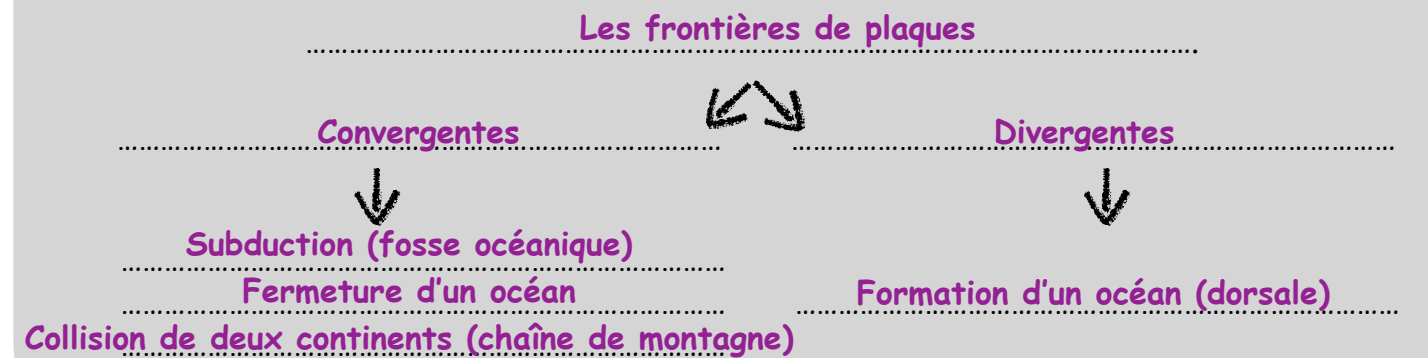 Les frontières de plaques
Convergentes
Divergentes
Subduction (fosse océanique)
Fermeture d'un océan
Formation d'un océan (dorsale)
Collision de deux continents (chaîne de montagne)